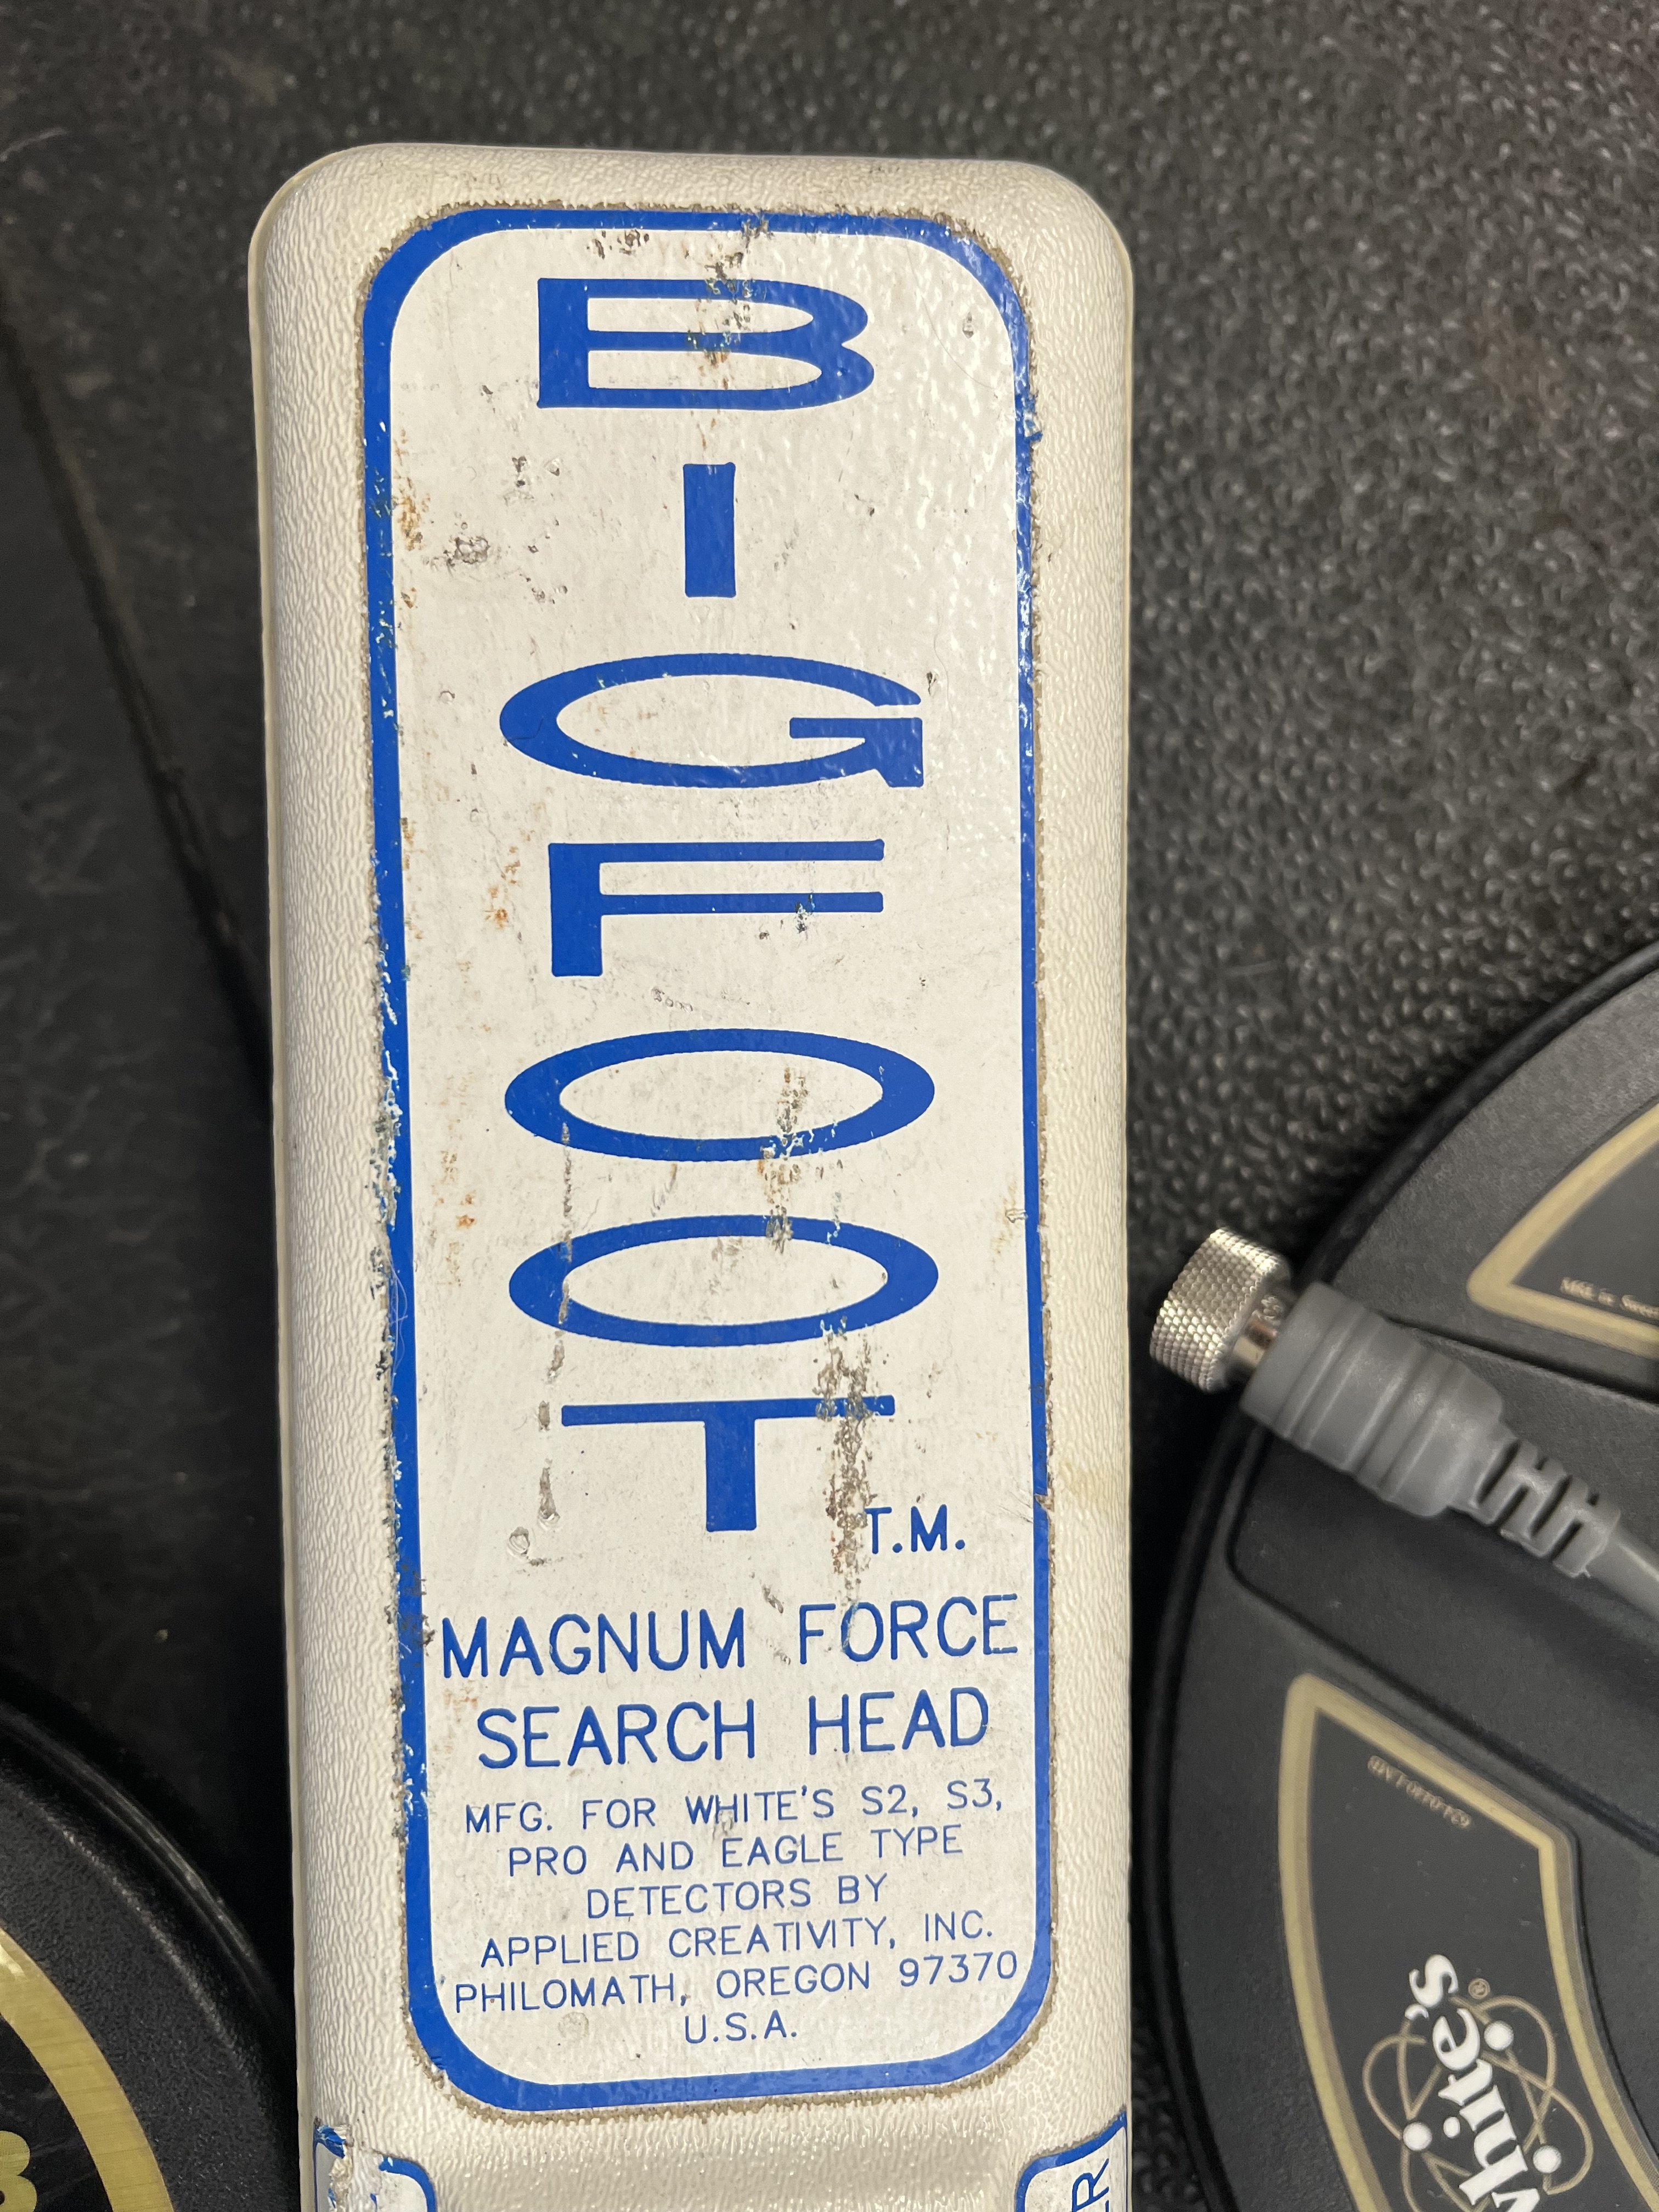 BIGFOOT
T.M.
MAGNUM FORCE
SEARCH HEAD
MFG. FOR WHITE'S S2, S3,
PRO AND EAGLE TYPE
DETECTORS BY
APPLIED CREATIVITY, INC.
PHILOMATH, OREGON 97370
U.S.A.
White's®